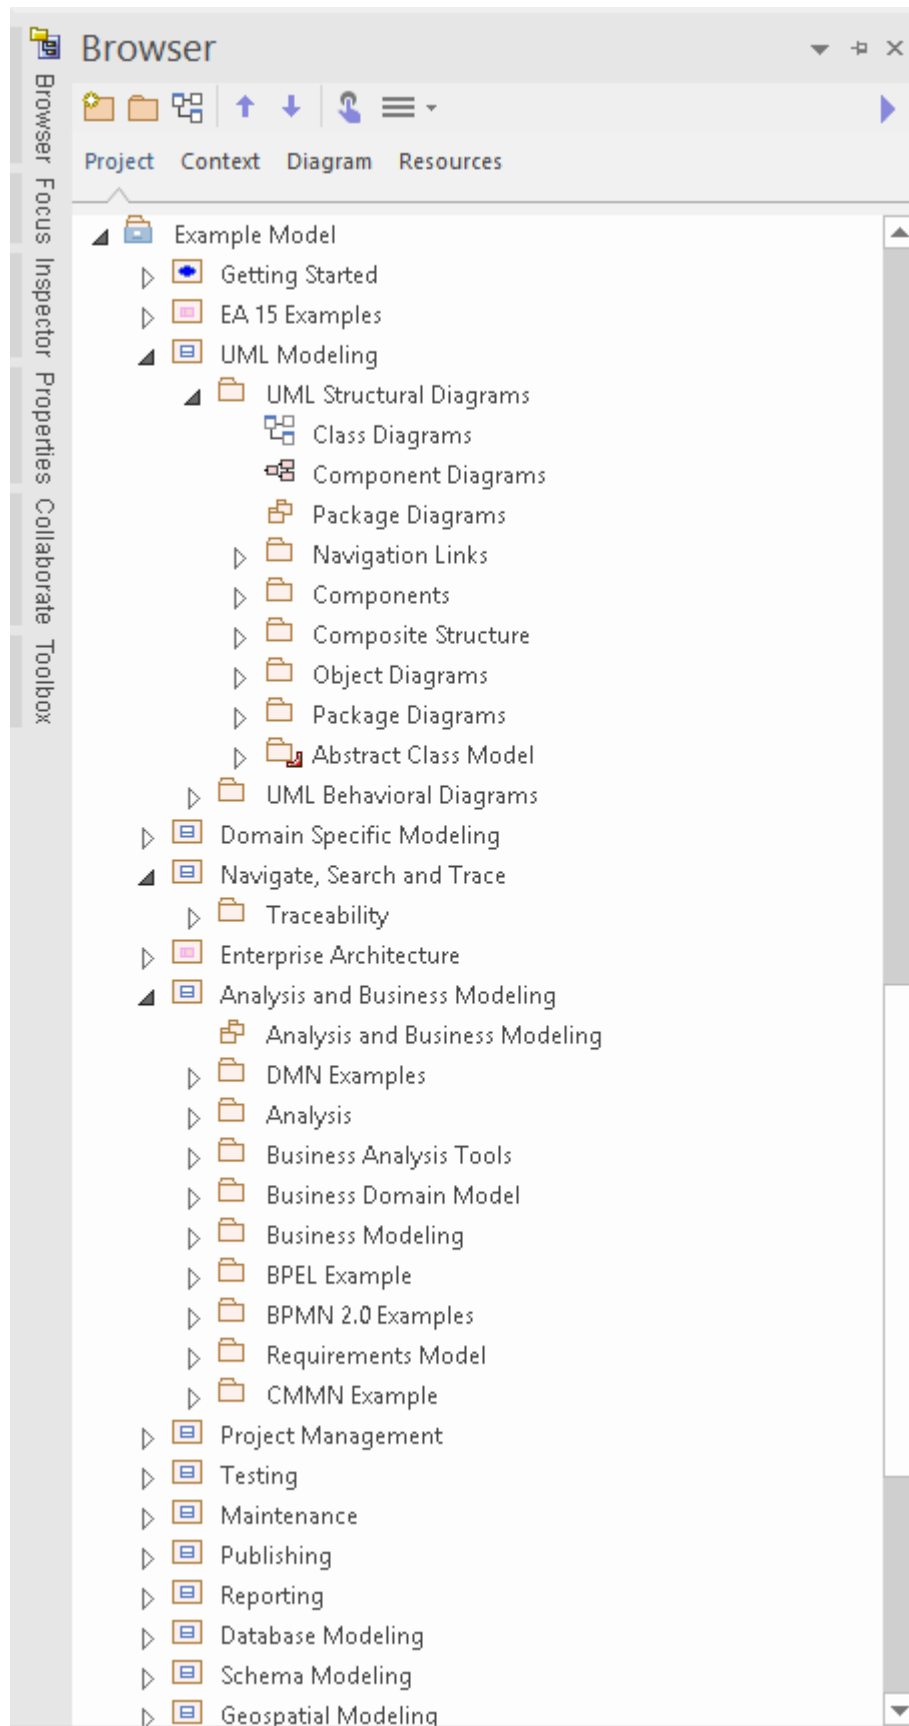 Browser
Project Context Diagram Resources
Browser
Focus
Inspector
Properties
Collaborate
Toolbox
Example Model
Getting Started
EA 15 Examples
UML Modeling
UML Structural Diagrams
Class Diagrams
Component Diagrams
Package Diagrams
Navigation Links
Components
Composite Structure
Object Diagrams
Package Diagrams
Abstract Class Model
UML Behavioral Diagrams
Domain Specific Modeling
Navigate, Search and Trace
Traceability
Enterprise Architecture
Analysis and Business Modeling
Analysis and Business Modeling
DMN Examples
Analysis
Business Analysis Tools
Business Domain Model
Business Modeling
BPEL Example
BPMN 2.0 Examples
Requirements Model
CMMN Example
Project Management
Testing
Maintenance
Publishing
Reporting
Database Modeling
Schema Modeling
Geospatial Modeling